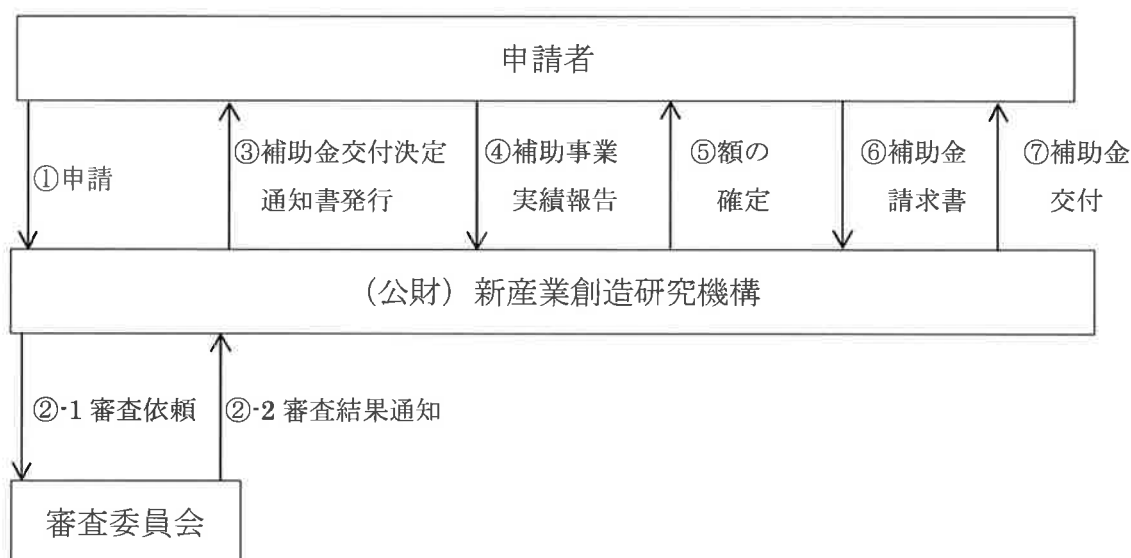 申請者
①申請
③補助金交付決定
通知書発行
④補助事業
実績報告
⑤額の
確定
⑥補助金
請求書
⑦補助金
交付
(公財)新産業創造研究機構
②-1 審査依頼
②-2 審査結果通知
審査委員会